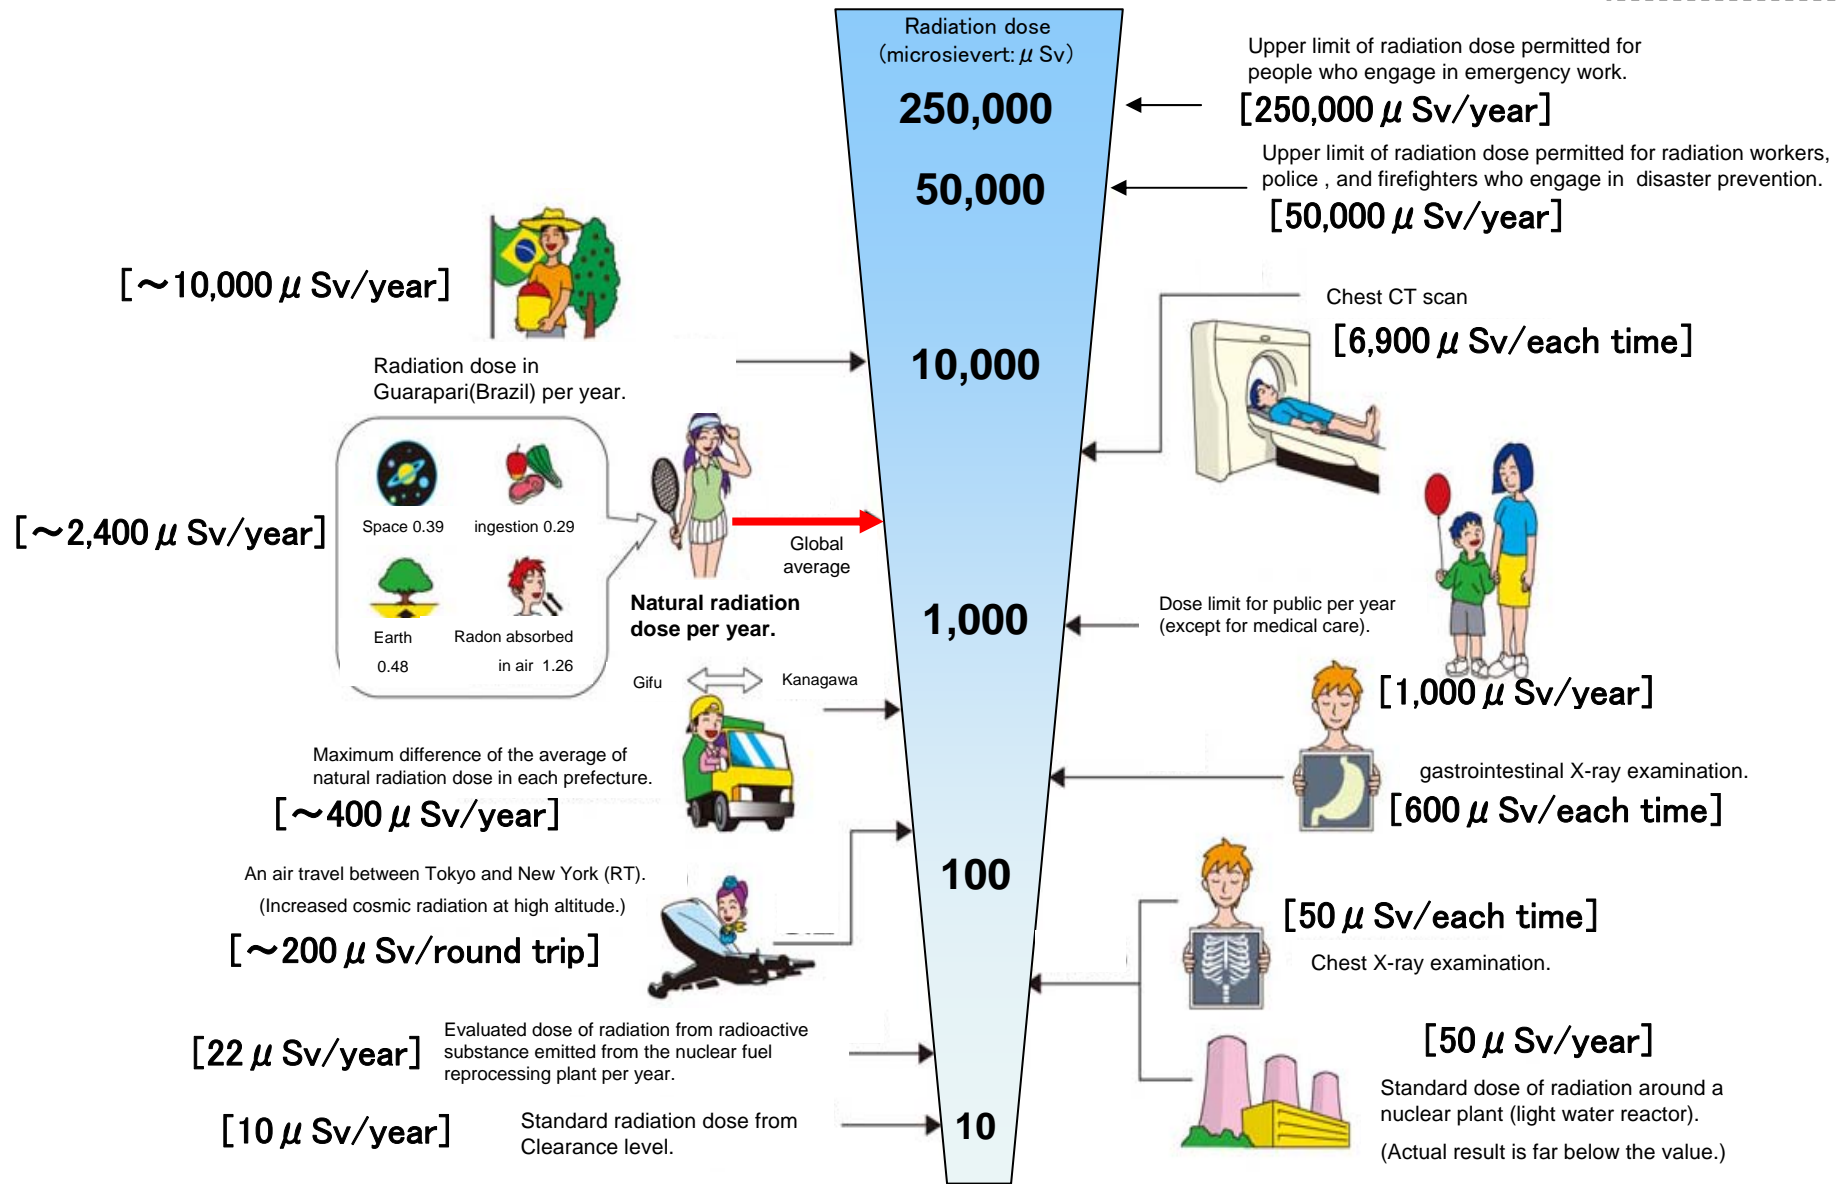 Radiation dose
(microsievert: μ Sv)
250,000
50,000
10,000
1,000
100
10
Upper limit of radiation dose permitted for
people who engage in emergency work.
[250,000 μ Sv/year]
Upper limit of radiation dose permitted for radiation workers,
police , and firefighters who engage in disaster prevention.
[50,000 μ Sv/year]
[～10,000 μ Sv/year]
Radiation dose in
Guarapari(Brazil) per year.
Chest CT scan
[6,900 μ Sv/each time]
[～2,400 μ Sv/year]
Space 0.39
ingestion 0.29
Earth
0.48
Radon absorbed
in air 1.26
Global
average
Natural radiation
dose per year.
Dose limit for public per year
(except for medical care).
[1,000 μ Sv/year]
Gifu
Kanagawa
Maximum difference of the average of
natural radiation dose in each prefecture.
[～400 μ Sv/year]
gastrointestinal X-ray examination.
[600 μ Sv/each time]
An air travel between Tokyo and New York (RT).
(Increased cosmic radiation at high altitude.)
[～200 μ Sv/round trip]
[50 μ Sv/each time]
Chest X-ray examination.
[22 μ Sv/year]
Evaluated dose of radiation from radioactive
substance emitted from the nuclear fuel
reprocessing plant per year.
[50 μ Sv/year]
Standard dose of radiation around a
nuclear plant (light water reactor).
(Actual result is far below the value.)
[10 μ Sv/year]
Standard radiation dose from
Clearance level.